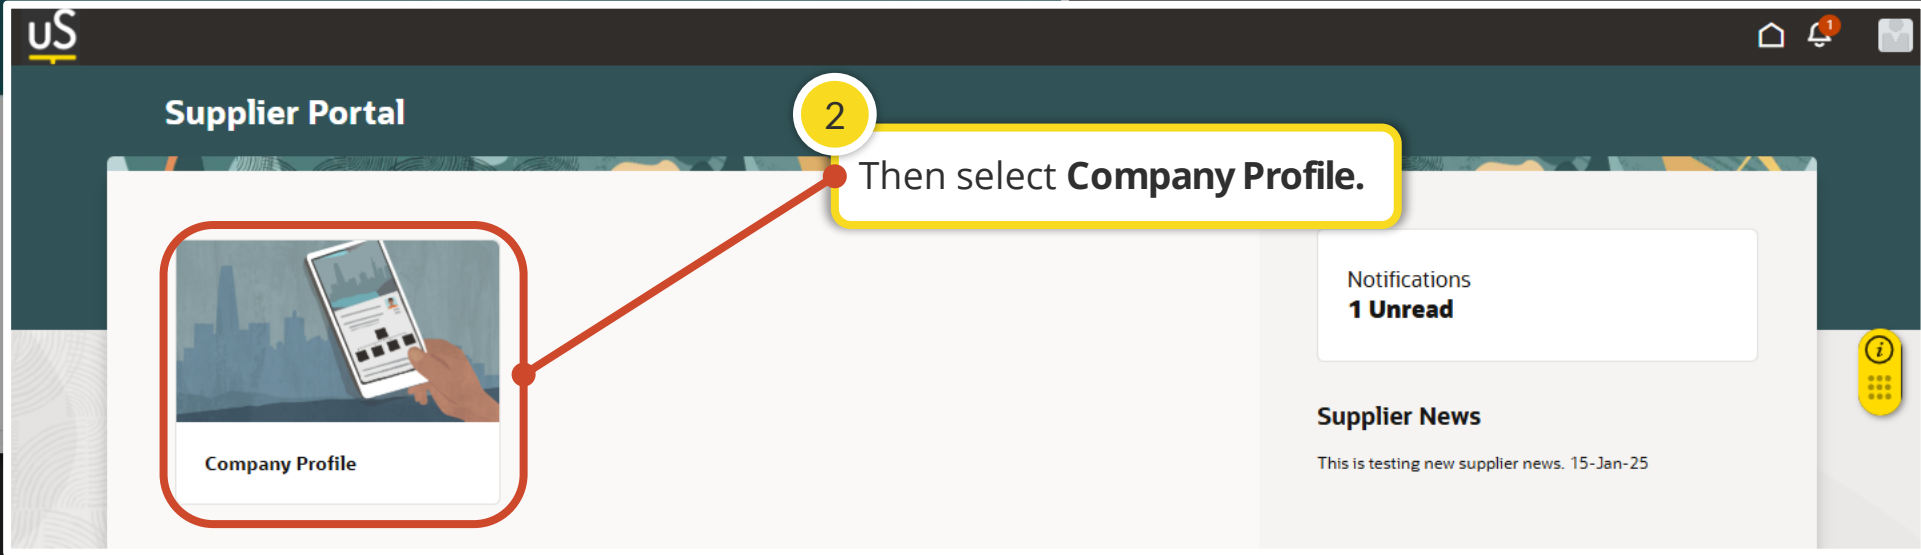 uS
1
Supplier Portal
2
Then select Company Profile.
Notifications
1 Unread
i
Supplier News
Company Profile
This is testing new supplier news. 15-Jan-25